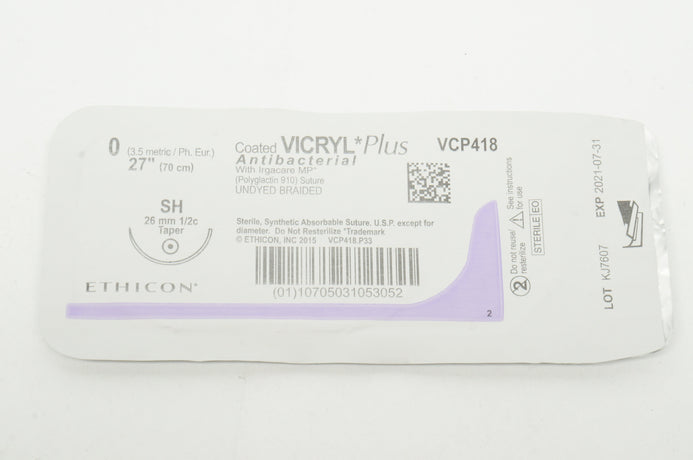 0 (3.5 metric / Ph. Eur.)
27" (70 cm)
Coated VICRYL* Plus
Antibacterial
With Irgacare MP*
(Polyglactin 910) Suture
UNDYED BRAIDED
VCP418
SH
26 mm 1/2c
Taper
Sterile, Synthetic Absorbable Suture. U.S.P. except for
diameter. Do Not Resterilize *Trademark
© ETHICON, INC 2015 VCP418.P33
(01)10705031053052
ETHICON*
2
2 Do not reuse/
resterilize
See instructions
for use
STERILE EO
LOT KJ7607 EXP 2021-07-31